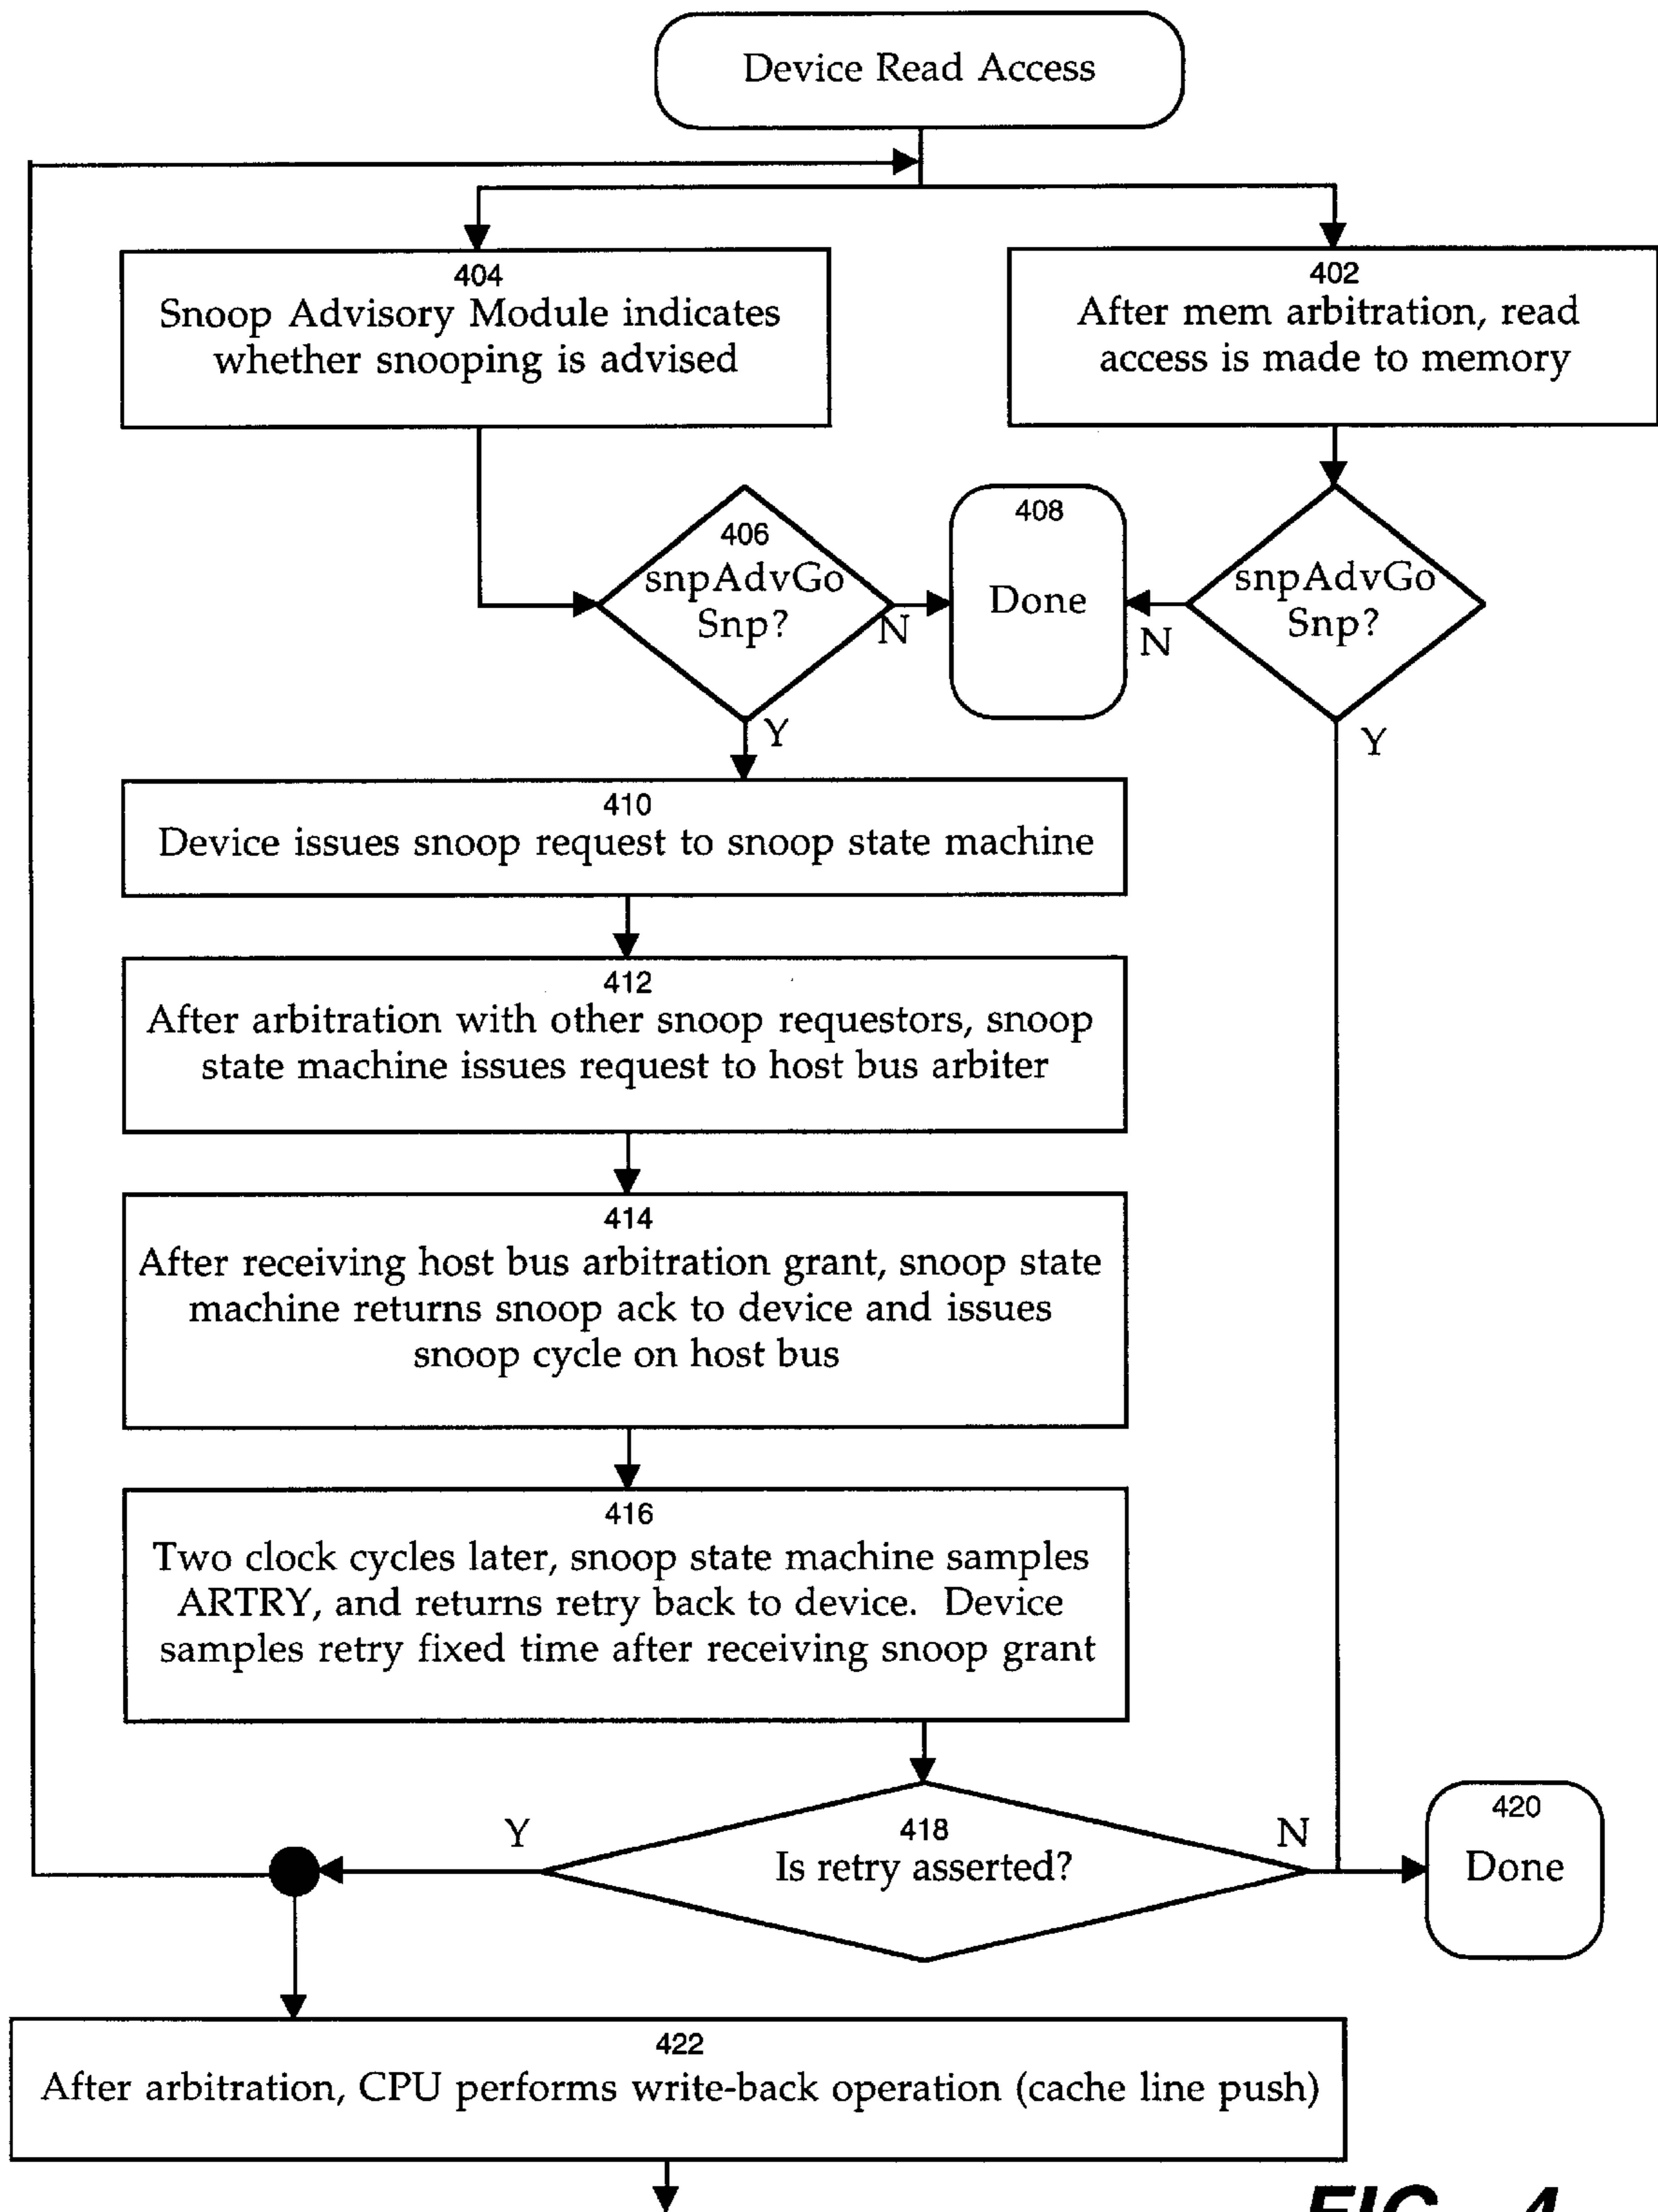 Device Read Access
404
Snoop Advisory Module indicates
whether snooping is advised
402
After mem arbitration, read
access is made to memory
406
snpAdvGo
Snp?
N
Y
408
Done
snpAdvGo
Snp?
N
Y
410
Device issues snoop request to snoop state machine
412
After arbitration with other snoop requestors, snoop
state machine issues request to host bus arbiter
414
After receiving host bus arbitration grant, snoop state
machine returns snoop ack to device and issues
snoop cycle on host bus
416
Two clock cycles later, snoop state machine samples
ARTRY, and returns retry back to device. Device
samples retry fixed time after receiving snoop grant
Y
418
Is retry asserted?
N
420
Done
422
After arbitration, CPU performs write-back operation (cache line push)
FIG. 4